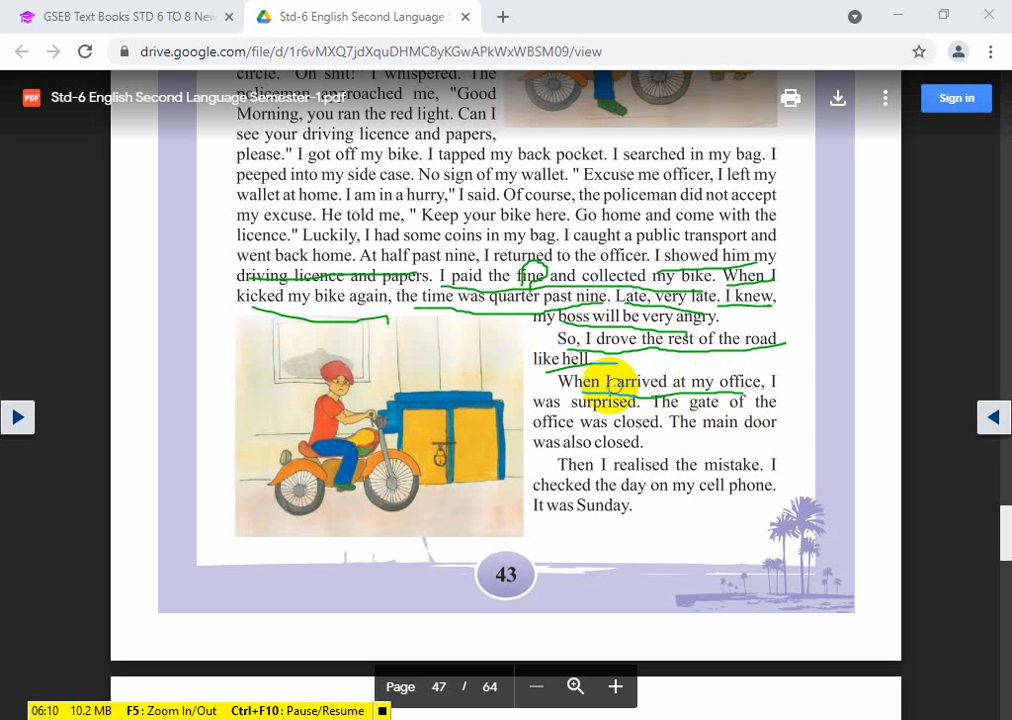 GSEB Text Books STD 6 TO 8 New
Std-6 English Second Language S
drive.google.com/file/d/1r6vMXQ7jdXquDHMC8yKGwAPkWxWBSM09/view
circle. "Oh shit!" I whispered. The
PDF Std-6 English Second Language Semester-1.pdf
Sign in
policeman approached me, "Good
Morning, you ran the red light. Can I
see your driving licence and papers,
please." I got off my bike. I tapped my back pocket. I searched in my bag. I
peeped into my side case. No sign of my wallet. " Excuse me officer, I left my
wallet at home. I am in a hurry," I said. Of course, the policeman did not accept
my excuse. He told me, " Keep your bike here. Go home and come with the
licence." Luckily, I had some coins in my bag. I caught a public transport and
went back home. At half past nine, I returned to the officer. I showed him my
driving licence and papers. I paid the fine and collected my bike. When I
kicked my bike again, the time was quarter past nine. Late, very late. I knew,
my boss will be very angry.
So, I drove the rest of the road
like hell.
When I arrived at my office, I
was surprised. The gate of the
office was closed. The main door
was also closed.
Then I realised the mistake. I
checked the day on my cell phone.
It was Sunday.
43
Page 47 / 64
06:10 10.2 MB F5: Zoom In/Out Ctrl+F10: Pause/Resume